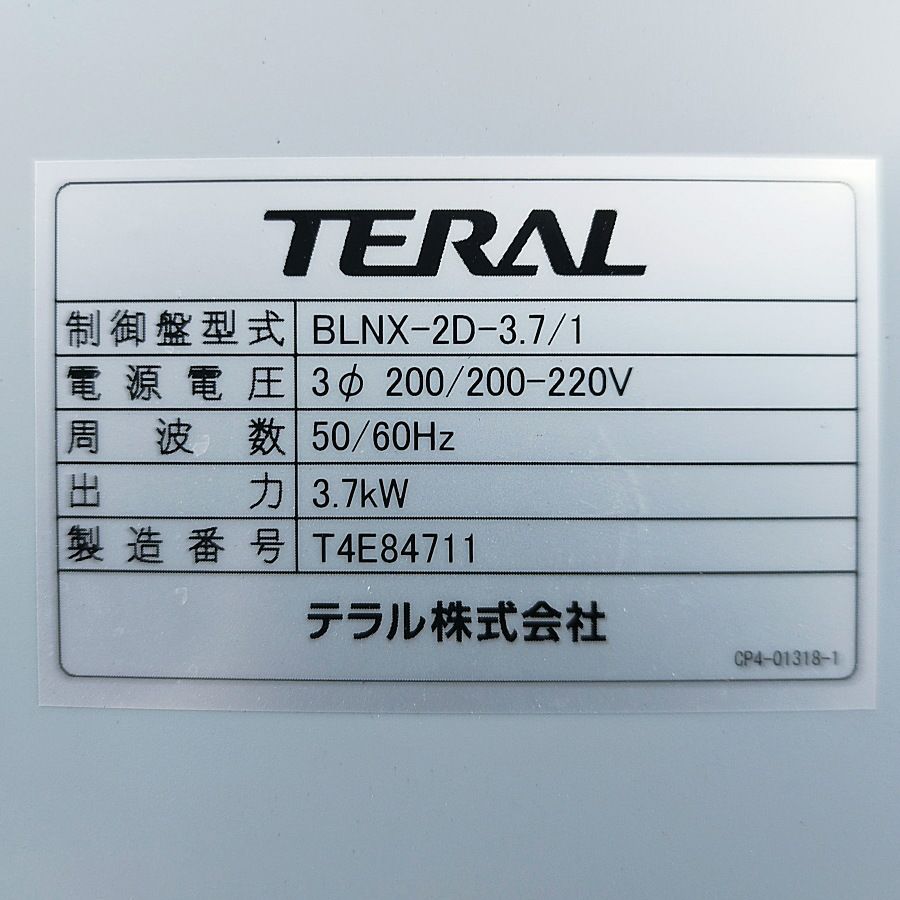 TERAL
制御盤型式 BLNX-2D-3.7/1
電源電圧 3φ 200/200-220V
周波数 50/60Hz
出力 3.7kW
製造番号 T4E84711
テラル株式会社
CP4-01318-1